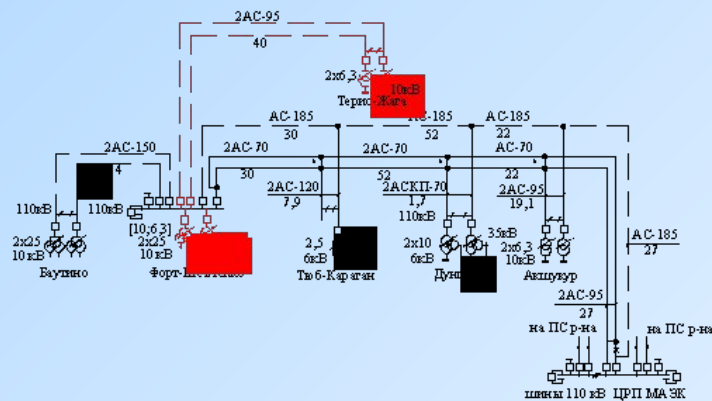 2АС-95
40
2х6,3
10кВ
АС-185
30
АС-185
52
АС-185
22
2АС-150
4
2АС-70
30
2АС-70
52
АС-70
22
2АС-120
7,9
2АСКП-70
1,7
2АС-95
19,1
110кВ
110кВ
[10,6 3]
110кВ
35кВ
АС-185
27
2х25
10 кВ
2х25
10 кВ
2,5
6кВ
2х10
6кВ
2х6,3
10кВ
Баутино
Тюб-Караган
Акшукур
2АС-95
27
на ПС р-на
на ПС р-на
шины 110 кВ ЦРП МАЭК